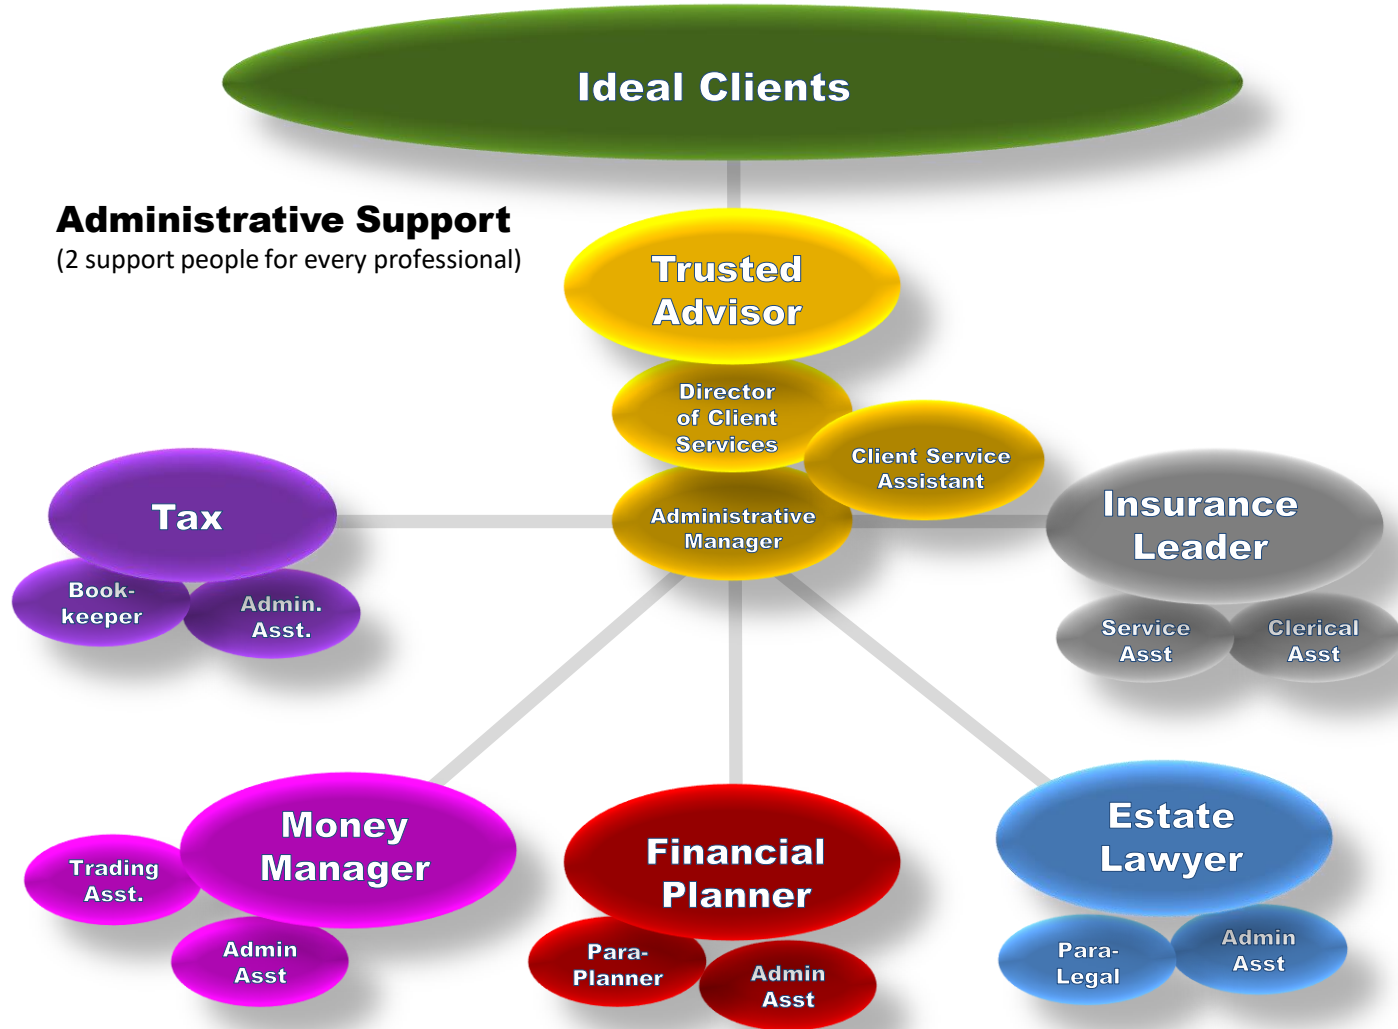 Ideal Clients
Administrative Support
(2 support people for every professional)
Trusted
Advisor
Director
of Client
Services
Client Service
Assistant
Administrative
Manager
Tax
Book-
keeper
Admin.
Asst.
Insurance
Leader
Service
Asst
Clerical
Asst
Money
Manager
Trading
Asst.
Admin
Asst
Financial
Planner
Para-
Planner
Admin
Asst
Estate
Lawyer
Para-
Legal
Admin
Asst